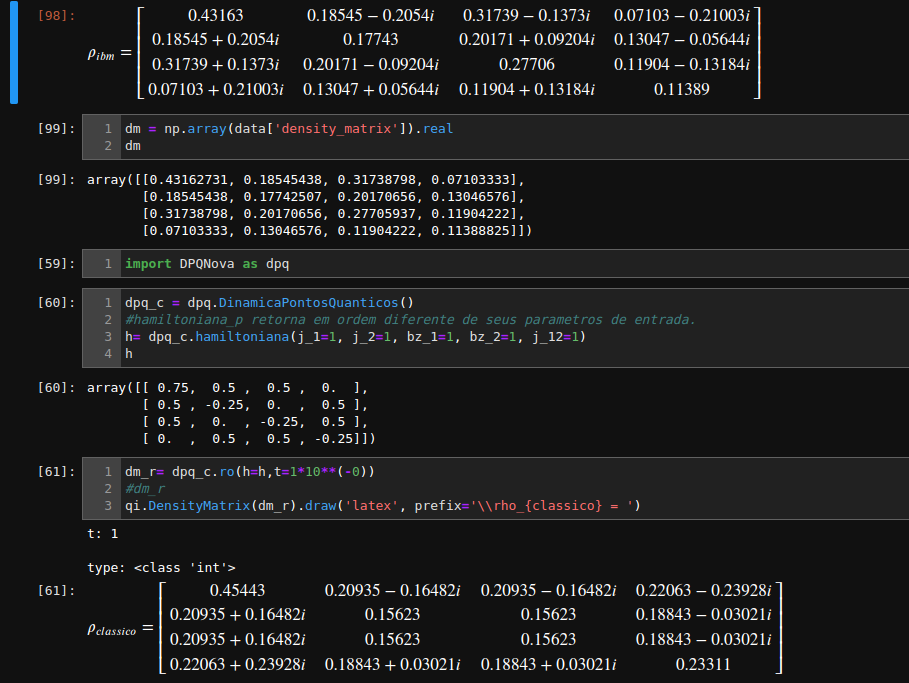 [98]:
0.43163 0.18545 − 0.2054i 0.31739 − 0.1373i 0.07103 − 0.21003i
0.18545 + 0.2054i 0.17743 0.20171 + 0.09204i 0.13047 − 0.05644i
ρibm =
0.31739 + 0.1373i 0.20171 − 0.09204i 0.27706 0.11904 − 0.13184i
0.07103 + 0.21003i 0.13047 + 0.05644i 0.11904 + 0.13184i 0.11389
[99]: 1 dm = np.array(data['density_matrix']).real
2 dm
[99]: array([[0.43162731, 0.18545438, 0.31738798, 0.07103333],
[0.18545438, 0.17742507, 0.20170656, 0.13046576],
[0.31738798, 0.20170656, 0.27705937, 0.11904222],
[0.07103333, 0.13046576, 0.11904222, 0.11388825]])
[59]: 1 import DPQNova as dpq
[60]: 1 dpq_c = dpq.DinamicaPontosQuanticos()
2 #hamiltoniana_p retorna em ordem diferente de seus parametros de entrada.
3 h= dpq_c.hamiltoniana(j_1=1, j_2=1, bz_1=1, bz_2=1, j_12=1)
4 h
[60]: array([[ 0.75, 0.5 , 0.5 , 0. ],
[ 0.5 , -0.25, 0. , 0.5 ],
[ 0.5 , 0. , -0.25, 0.5 ],
[ 0. , 0.5 , 0.5 , -0.25]])
[61]: 1 dm_r= dpq_c.ro(h=h,t=1*10**(-0))
2 #dm_r
3 qi.DensityMatrix(dm_r).draw('latex', prefix='\\rho_{classico} = ')
t: 1
type: <class 'int'>
[61]:
0.45443 0.20935 − 0.16482i 0.20935 − 0.16482i 0.22063 − 0.23928i
0.20935 + 0.16482i 0.15623 0.15623 0.18843 − 0.03021i
ρclassico =
0.20935 + 0.16482i 0.15623 0.15623 0.18843 − 0.03021i
0.22063 + 0.23928i 0.18843 + 0.03021i 0.18843 + 0.03021i 0.23311